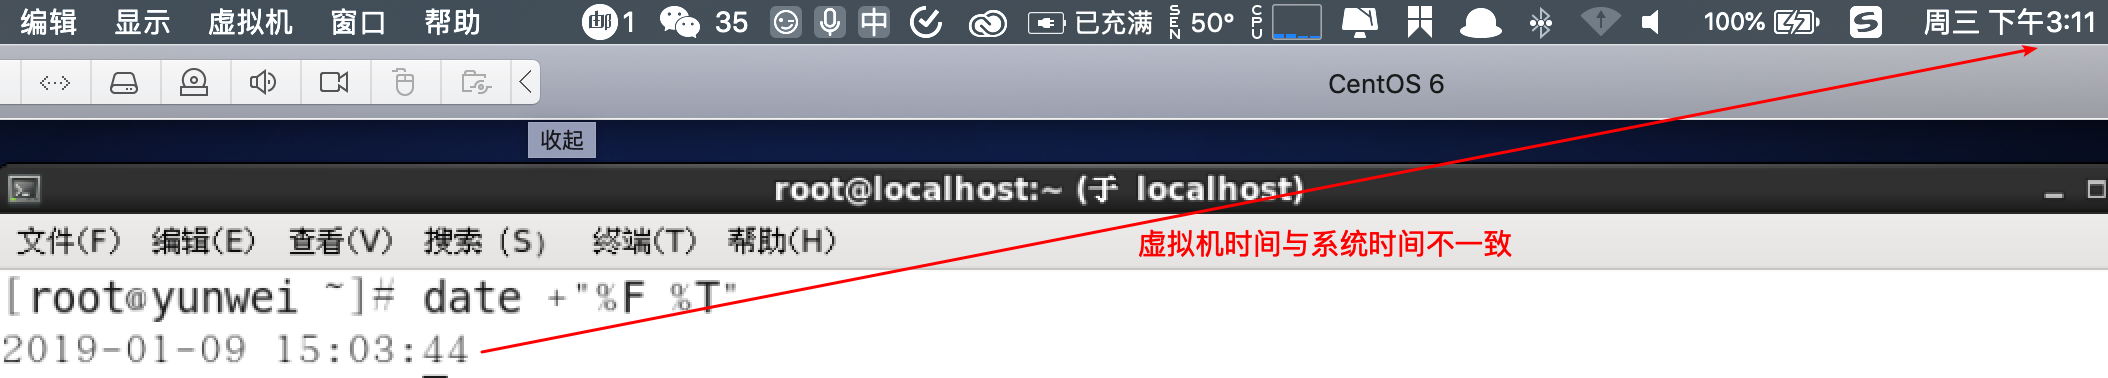 编辑 显示 虚拟机 窗口 帮助 邮 1 35 中 已充满 SEN 50° CPU 100% S 周三 下午3:11
CentOS 6
收起
root@localhost:~ (于 localhost)
文件(F) 编辑(E) 查看(V) 搜索 (S) 终端(T) 帮助(H)
虚拟机时间与系统时间不一致
[root@yunwei ~]# date +"%F %T"
2019-01-09 15:03:44